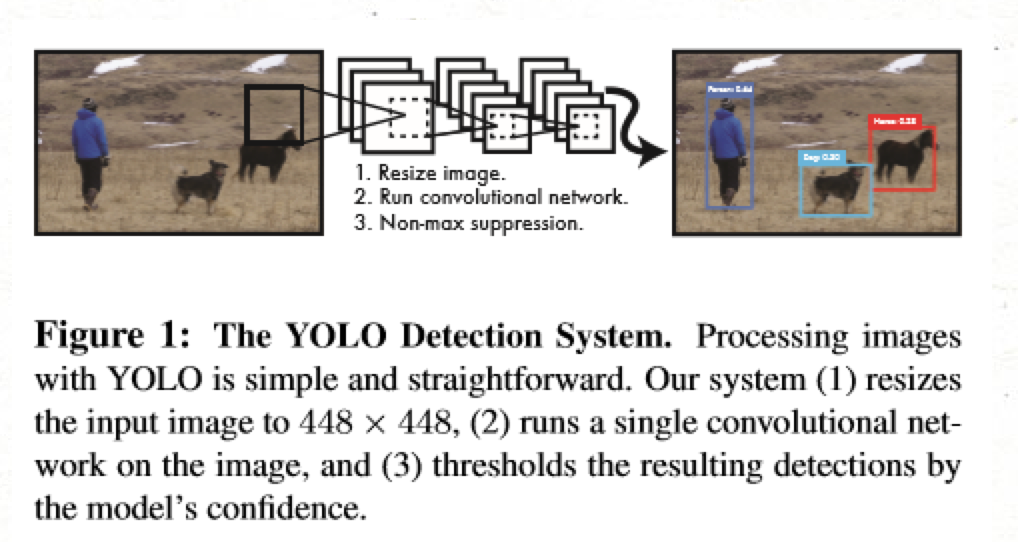 Person: 0.64
Horse: 0.28
Dog: 0.30
1. Resize image.
2. Run convolutional network.
3. Non-max suppression.
Figure 1: The YOLO Detection System. Processing images
with YOLO is simple and straightforward. Our system (1) resizes
the input image to 448 × 448, (2) runs a single convolutional net-
work on the image, and (3) thresholds the resulting detections by
the model's confidence.